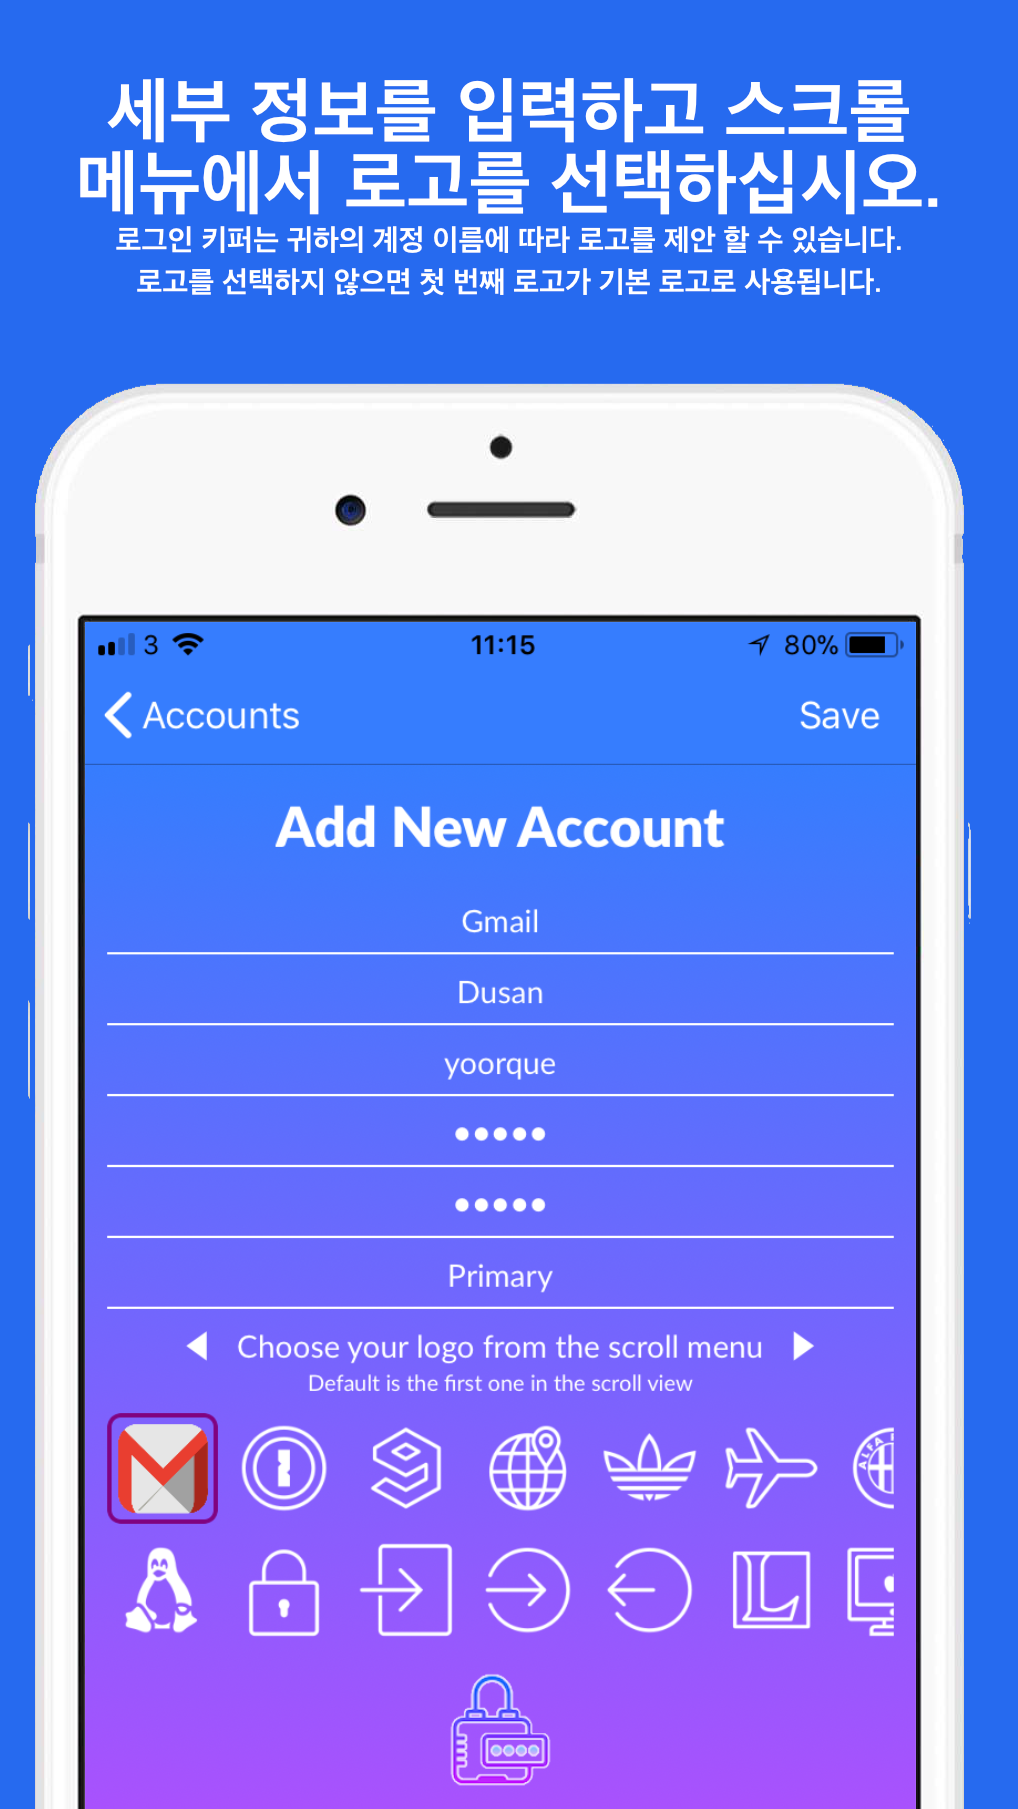 세부 정보를 입력하고 스크롤
메뉴에서 로고를 선택하십시오.
로그인 키퍼는 귀하의 계정 이름에 따라 로고를 제안 할 수 있습니다.
로고를 선택하지 않으면 첫 번째 로고가 기본 로고로 사용됩니다.
3 11:15 80%
Accounts Save
Add New Account
Gmail
Dusan
yoorque
•••••
•••••
Primary
Choose your logo from the scroll menu
Default is the first one in the scroll view
ALFA
L